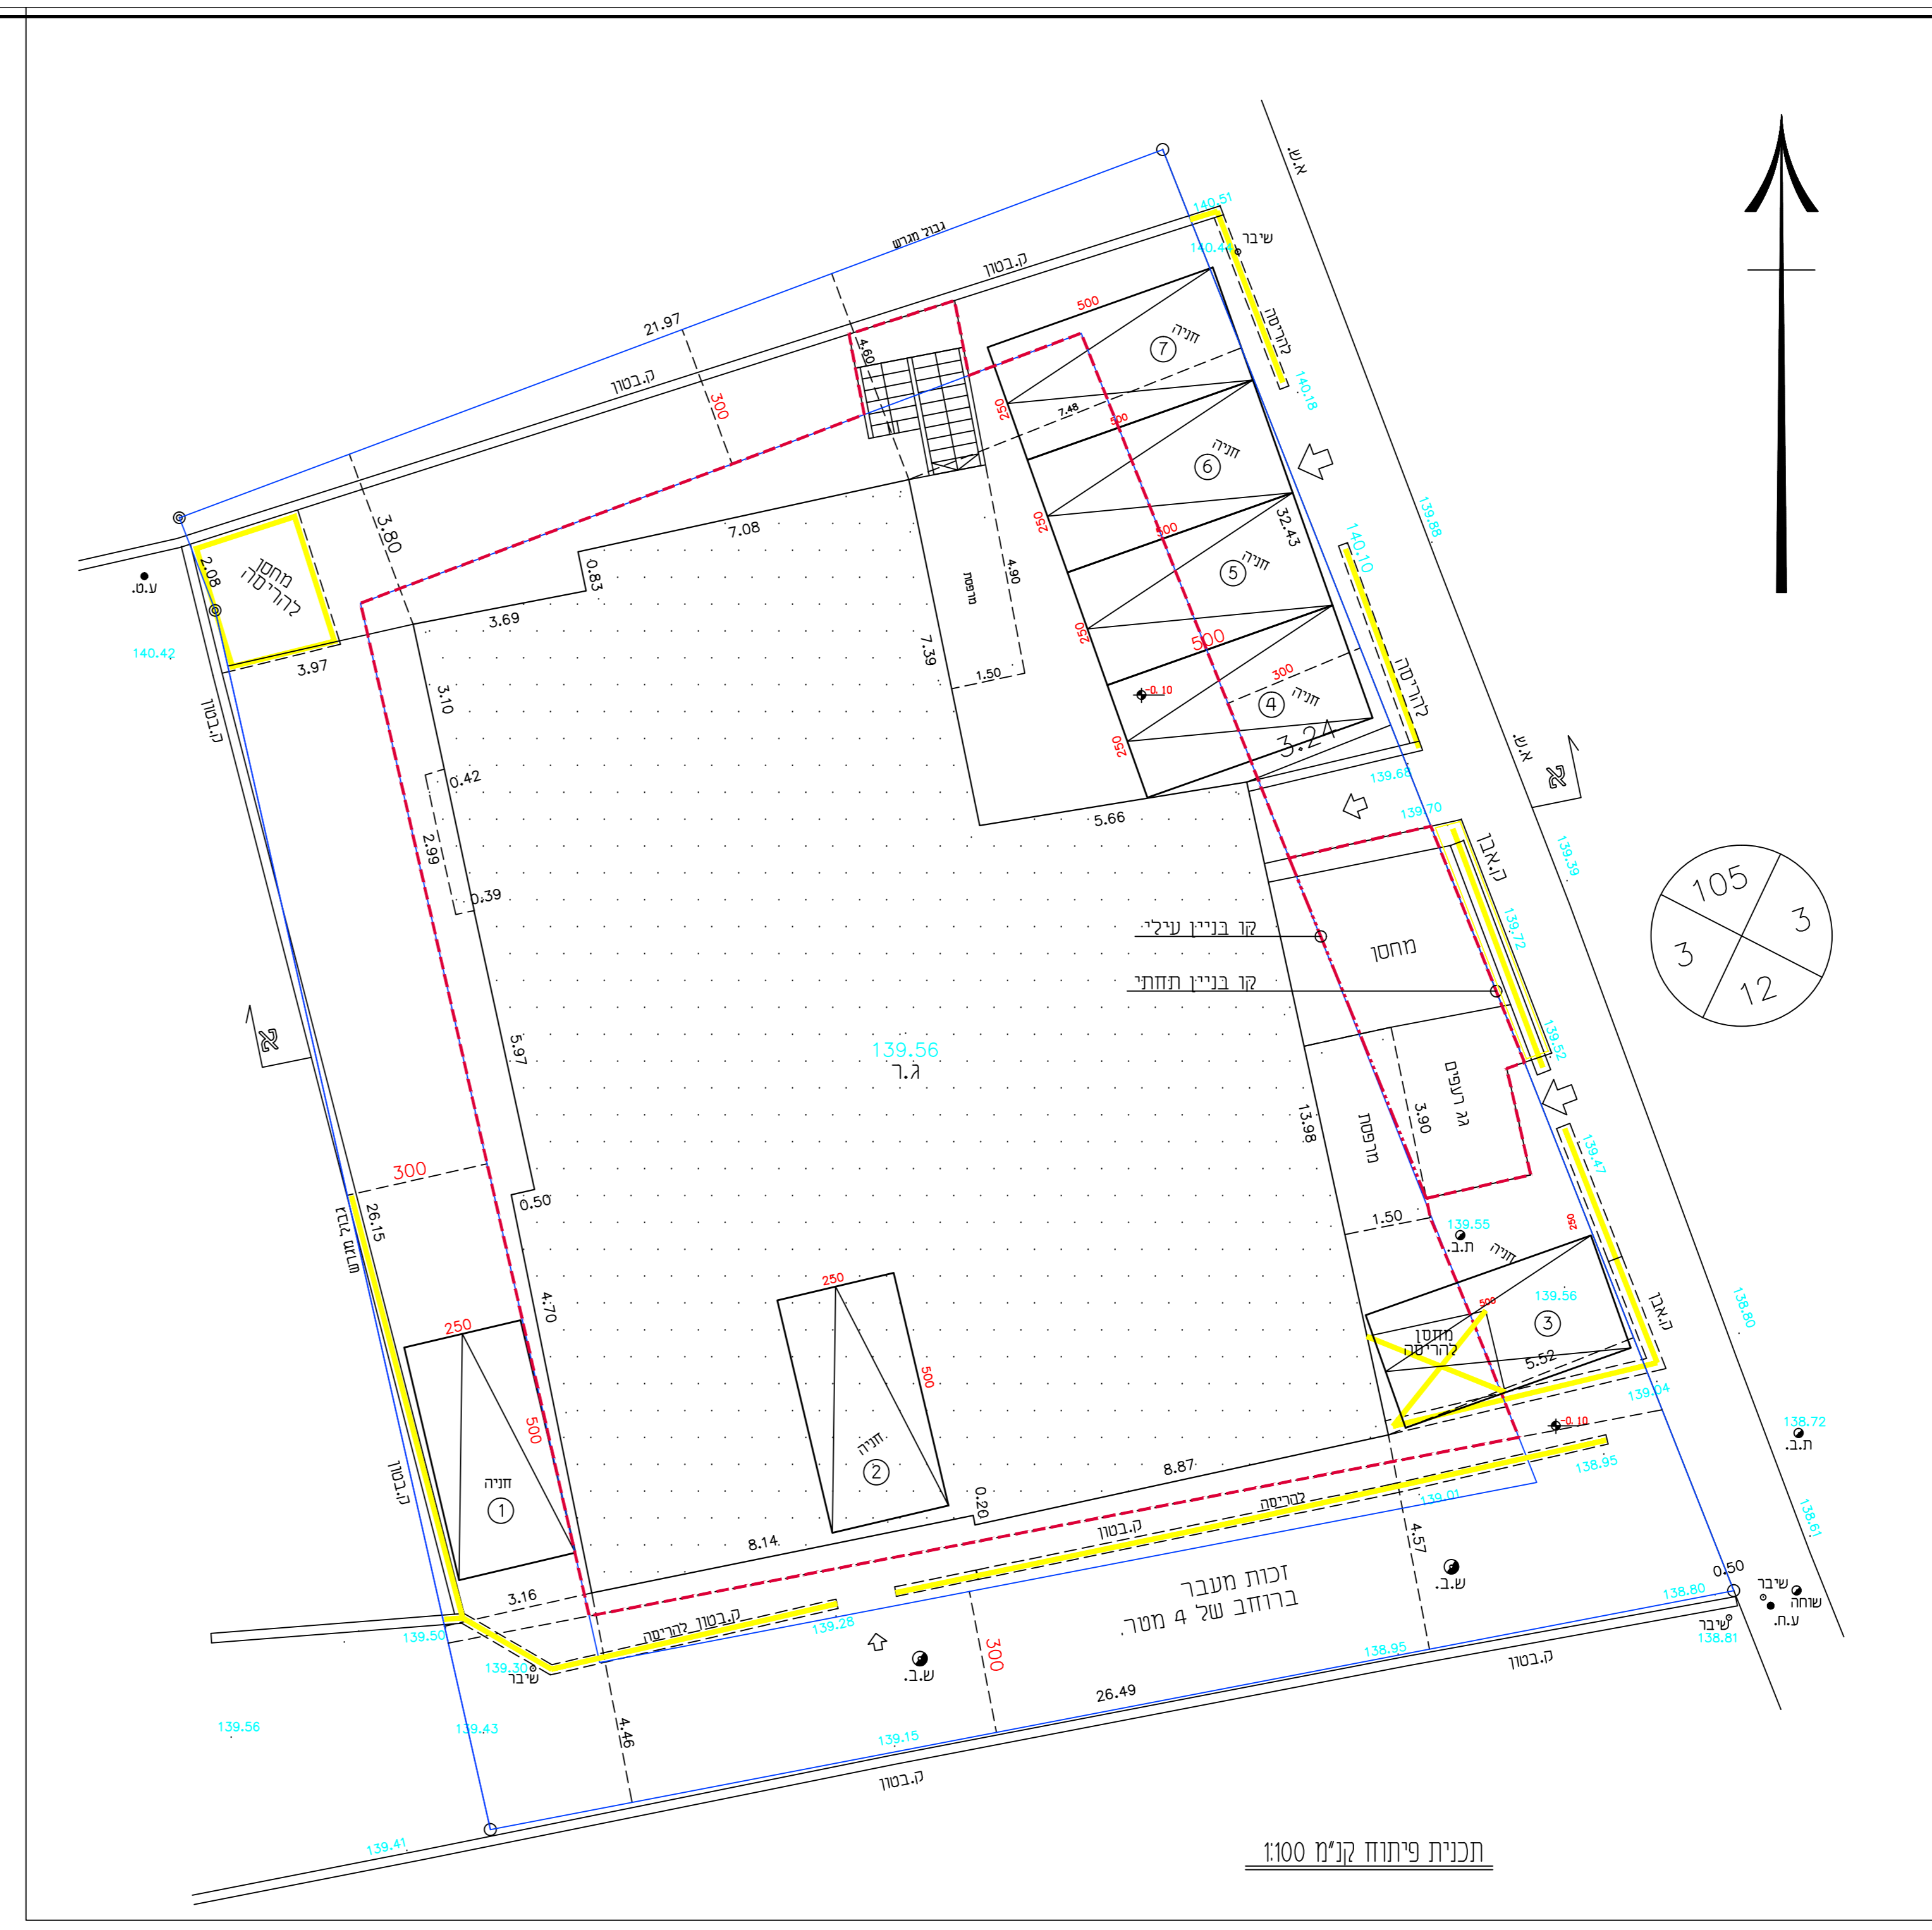 א.ש.
140.51
140.44
שיבר
גבול מגרש
ק.בטון
להריסה
21.97
ק.בטון
4.60
500
חניה
7
300
140.18
250
7.48
500
חניה
6
3.80
מחסן
להריסה
2.08
ע.ט.
140.42
3.97
3.69
0.83
7.08
מרפסת
4.90
7.39
1.50
250
500
חניה
5
32.43
139.88
140.10
250
500
300
חניה
4
-0.10
250
3.24
להריסה
139.68
א.ש.
א
ק.בטון
3.10
0.42
2.99
0.39
5.66
139.70
ק.אבן
139.39
105
3
12
3
קו בניין עילי
מחסן
139.72
קו בניין תחתי
א
5.97
139.56
ג.ר
139.52
גג רעפים
3.90
13.98
מרפסת
139.47
300
0.50
26.15
גבול מגרש
1.50
250
139.55
ת.ב.
חניה
4.70
250
250
500
139.56
3
מחסן
להריסה
ק.אבן
138.80
5.52
139.04
500
500
חניה
2
חניה
1
ק.בטון
-0.10
138.72
ת.ב.
8.87
0.20
138.95
139.01
להריסה
ק.בטון
8.14
4.57
138.61
3.16
ש.ב.
זכות מעבר
ברוחב של 4 מטר.
0.50
138.80
שיבר
שוחה
ע.ח.
שיבר
138.81
139.50
ק.בטון להריסה
139.28
139.30
שיבר
300
ש.ב.
138.95
ק.בטון
26.49
139.56
139.43
4.46
139.15
ק.בטון
139.41
תכנית פיתוח קנ"מ 1:100